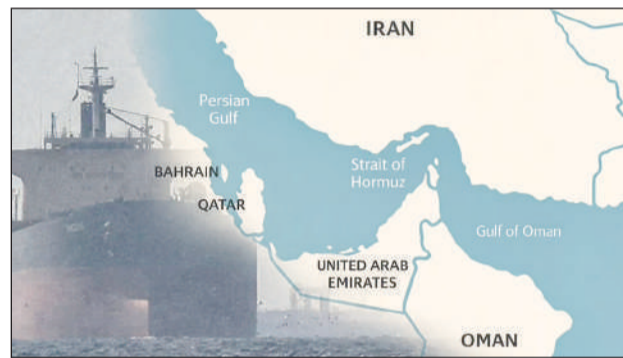 IRAN
Persian
Gulf
Strait of
Hormuz
BAHRAIN
QATAR
Gulf of Oman
UNITED ARAB
EMIRATES
OMAN